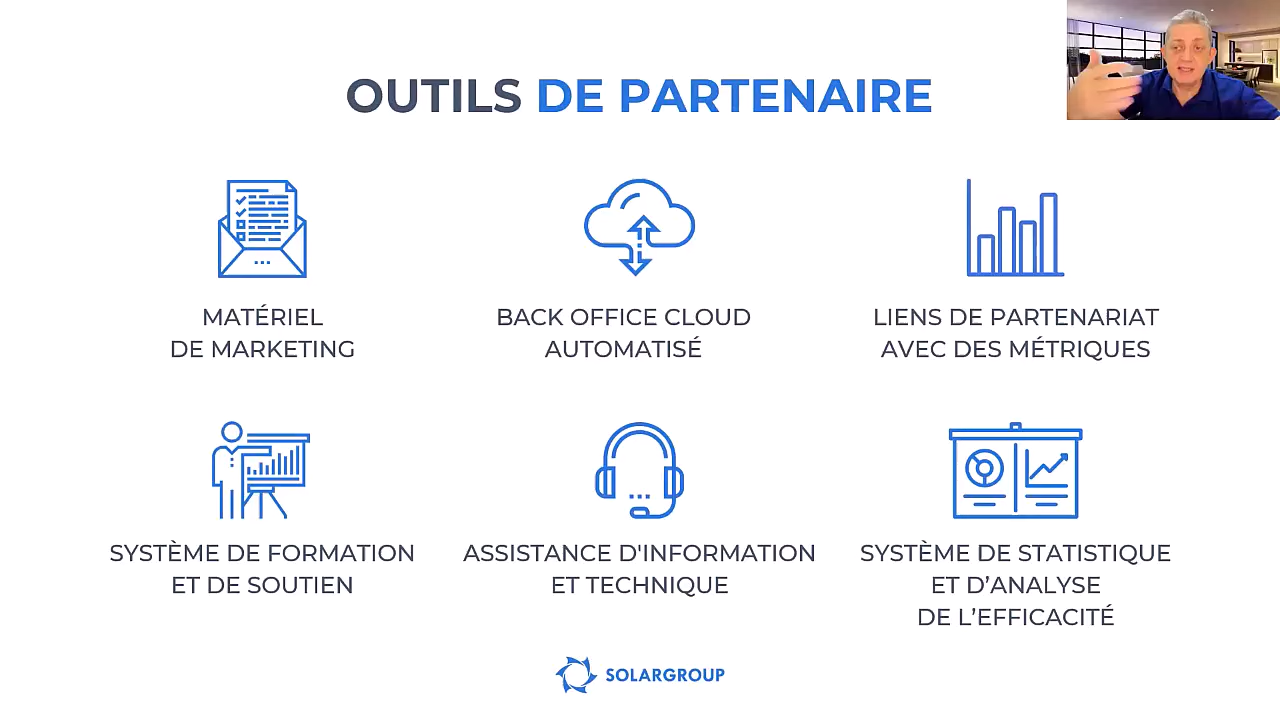 OUTILS DE PARTENAIRE
MATÉRIEL
DE MARKETING
BACK OFFICE CLOUD
AUTOMATISÉ
LIENS DE PARTENARIAT
AVEC DES MÉTRIQUES
SYSTÈME DE FORMATION
ET DE SOUTIEN
ASSISTANCE D'INFORMATION
ET TECHNIQUE
SYSTÈME DE STATISTIQUE
ET D’ANALYSE
DE L’EFFICACITÉ
SOLARGROUP